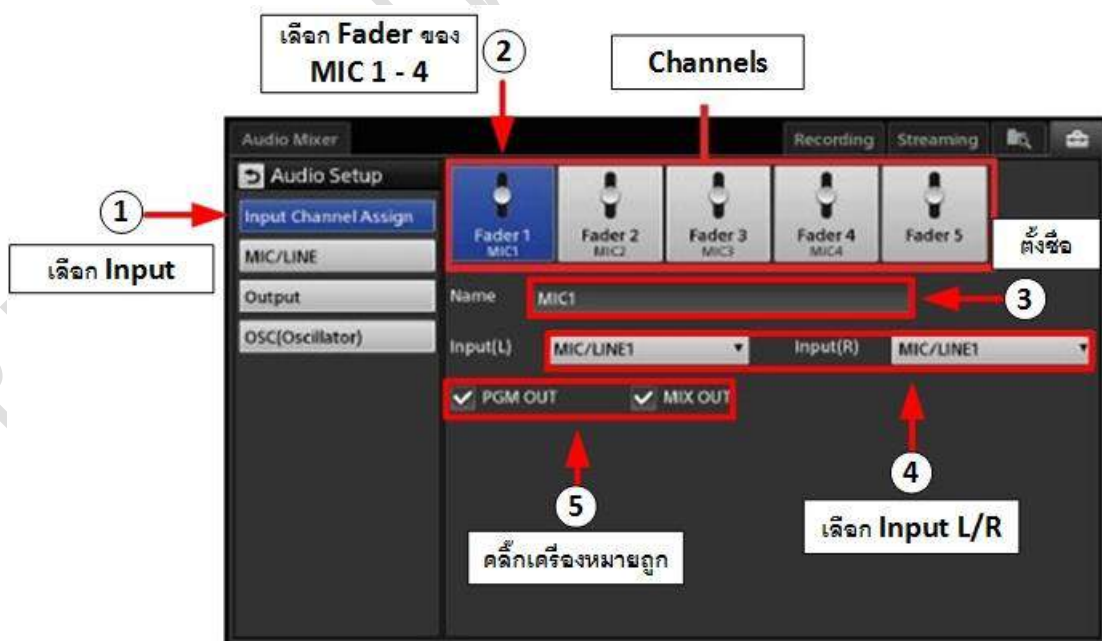 เลือก Fader ของ
MIC 1 - 4
2
Channels
Audio Mixer
Recording
Streaming
Audio Setup
1
Input Channel Assign
Fader 1
MIC1
Fader 2
MIC2
Fader 3
MIC3
Fader 4
MIC4
Fader 5
ตั้งชื่อ
เลือก Input
MIC/LINE
Output
OSC(Oscillator)
Name
MIC1
3
Input(L)
MIC/LINE1
Input(R)
MIC/LINE1
PGM OUT
MIX OUT
4
5
เลือก Input L/R
คลิ๊กเครื่องหมายถูก